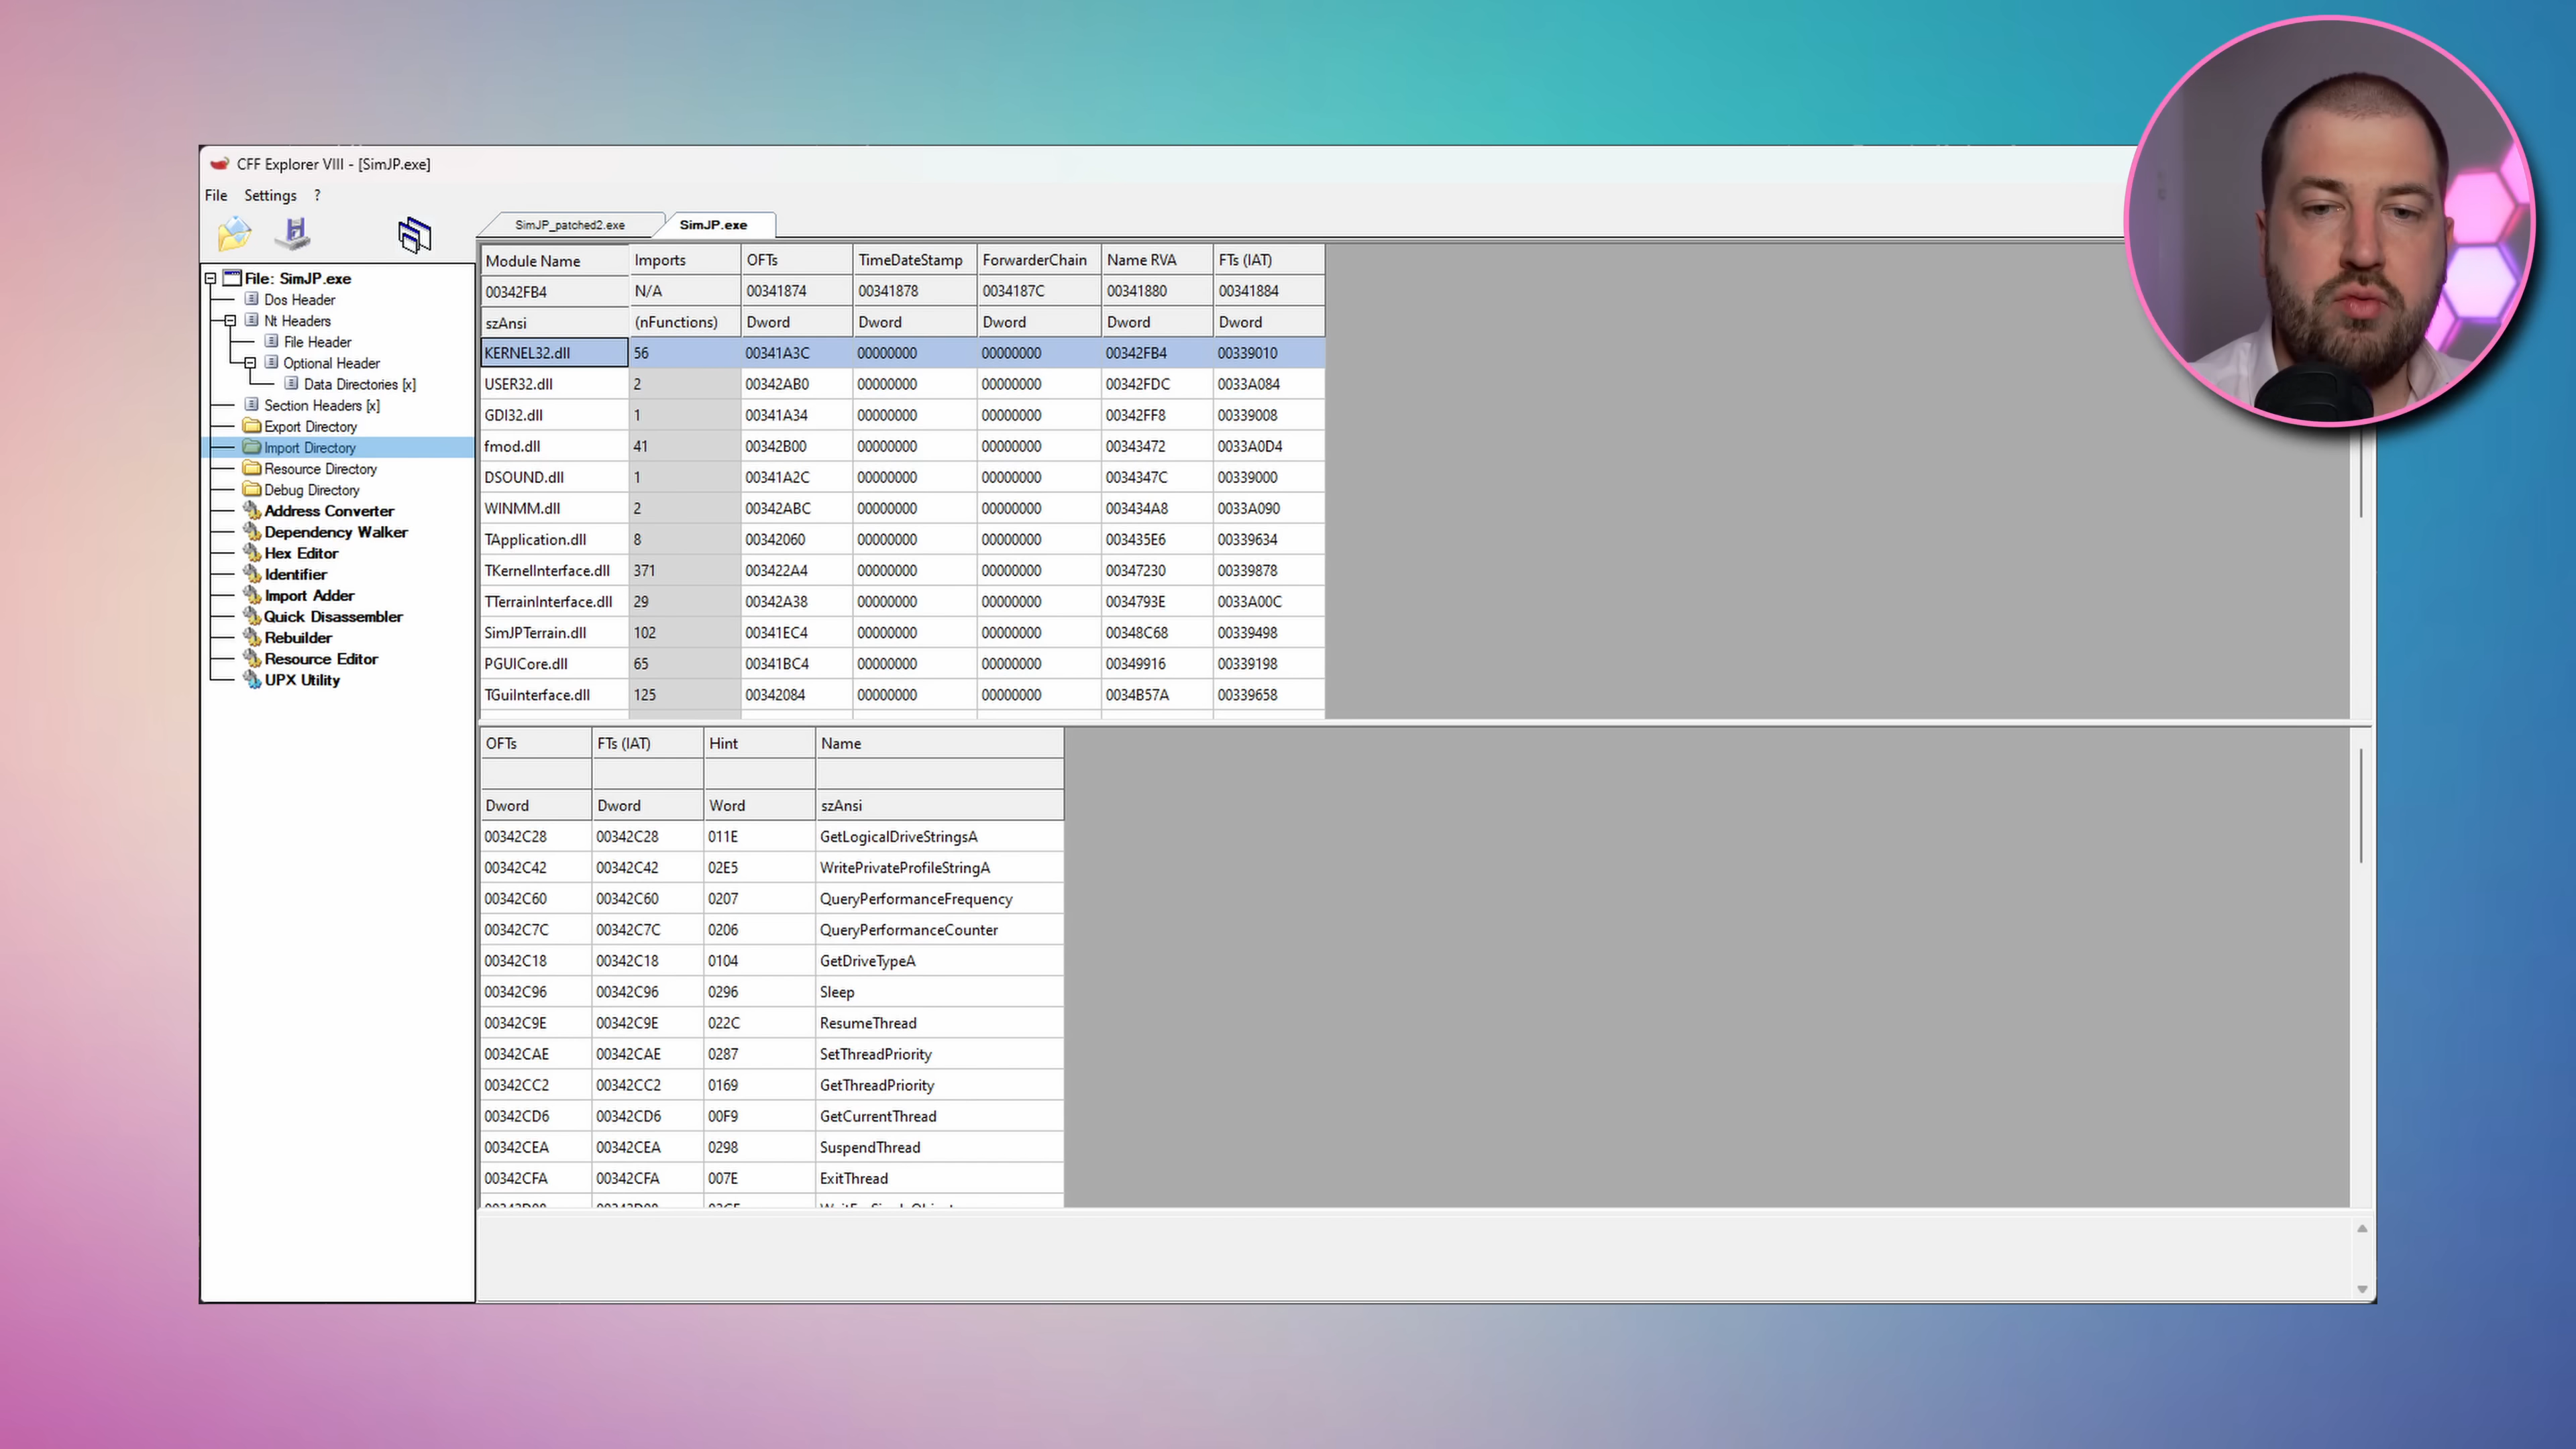 CFF Explorer VIII - [SimJP.exe]
File Settings ?
SimJP_patched2.exe SimJP.exe
File: SimJP.exe
Dos Header
Nt Headers
File Header
Optional Header
Data Directories [x]
Section Headers [x]
Export Directory
Import Directory
Resource Directory
Debug Directory
Address Converter
Dependency Walker
Hex Editor
Identifier
Import Adder
Quick Disassembler
Rebuilder
Resource Editor
UPX Utility
Module Name Imports OFTs TimeDateStamp ForwarderChain Name RVA FTs (IAT)
00342FB4 N/A 00341874 00341878 0034187C 00341880 00341884
szAnsi (nFunctions) Dword Dword Dword Dword Dword
KERNEL32.dll 56 00341A3C 00000000 00000000 00342FB4 00339010
USER32.dll 2 00342AB0 00000000 00000000 00342FDC 0033A084
GDI32.dll 1 00341A34 00000000 00000000 00342FF8 00339008
fmod.dll 41 00342B00 00000000 00000000 00343472 0033A0D4
DSOUND.dll 1 00341A2C 00000000 00000000 0034347C 00339000
WINMM.dll 2 00342ABC 00000000 00000000 003434A8 0033A090
TApplication.dll 8 00342060 00000000 00000000 003435E6 00339634
TKernelInterface.dll 371 003422A4 00000000 00000000 00347230 00339878
TTerrainInterface.dll 29 00342A38 00000000 00000000 0034793E 0033A00C
SimJPTerrain.dll 102 00341EC4 00000000 00000000 00348C68 00339498
PGUICore.dll 65 00341BC4 00000000 00000000 00349916 00339198
TGuiInterface.dll 125 00342084 00000000 00000000 0034B57A 00339658
OFTs FTs (IAT) Hint Name
Dword Dword Word szAnsi
00342C28 00342C28 011E GetLogicalDriveStringsA
00342C42 00342C42 02E5 WritePrivateProfileStringA
00342C60 00342C60 0207 QueryPerformanceFrequency
00342C7C 00342C7C 0206 QueryPerformanceCounter
00342C18 00342C18 0104 GetDriveTypeA
00342C96 00342C96 0296 Sleep
00342C9E 00342C9E 022C ResumeThread
00342CAE 00342CAE 0287 SetThreadPriority
00342CC2 00342CC2 0169 GetThreadPriority
00342CD6 00342CD6 00F9 GetCurrentThread
00342CEA 00342CEA 0298 SuspendThread
00342CFA 00342CFA 007E ExitThread